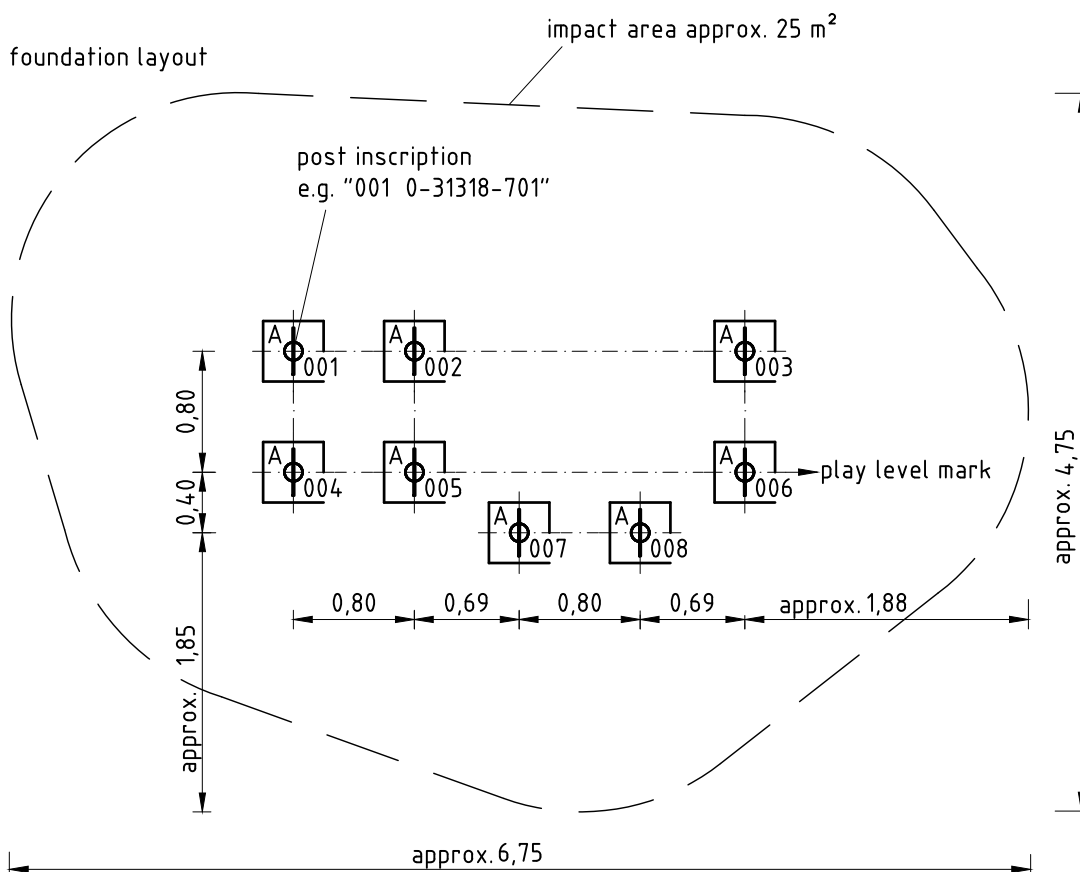 impact area approx. 25 m²
foundation layout
post inscription
e.g. "001 0-31318-701"
A
001
A
002
A
003
0,80
A
004
A
005
A
006
play level mark
0,40
A
007
A
008
approx. 4,75
0,80
0,69
0,80
0,69
approx. 1,88
approx. 1,85
approx. 6,75